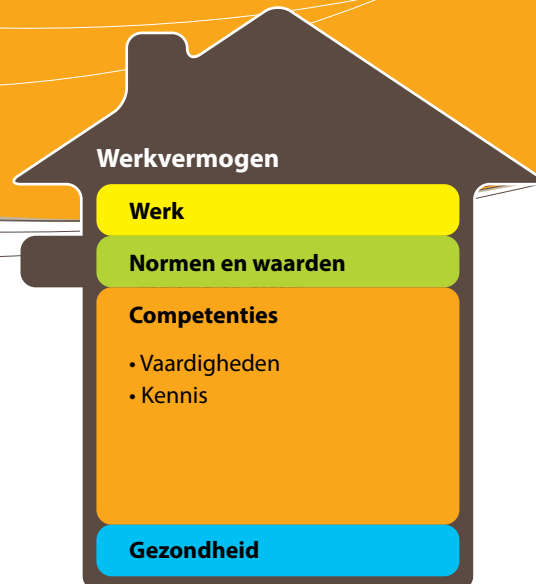 Werkvermogen
Werk
Normen en waarden
Competenties
• Vaardigheden
• Kennis
Gezondheid